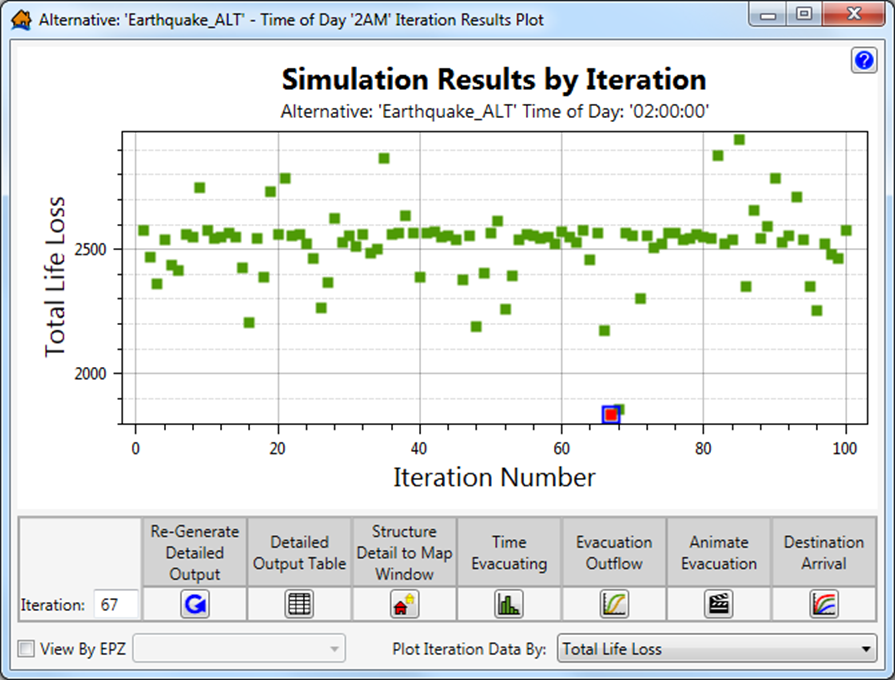 Alternative: 'Earthquake_ALT' - Time of Day '2AM' Iteration Results Plot
?
Simulation Results by Iteration
Alternative: 'Earthquake_ALT' Time of Day: '02:00:00'
Total Life Loss
2500
2000
0 20 40 60 80 100
Iteration Number
Re-Generate
Detailed
Output
Detailed
Output Table
Structure
Detail to Map
Window
Time
Evacuating
Evacuation
Outflow
Animate
Evacuation
Destination
Arrival
Iteration: 67
View By EPZ
Plot Iteration Data By: Total Life Loss